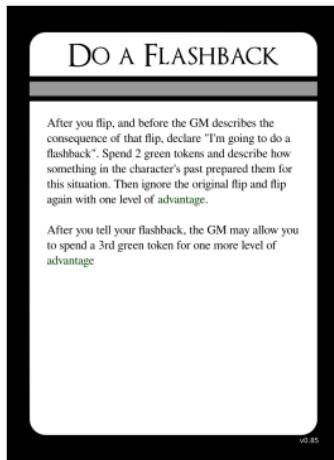 DO A FLASHBACK
After you flip, and before the GM describes the
consequence of that flip, declare "I'm going to do a
flashback". Spend 2 green tokens and describe how
something in the character's past prepared them for
this situation. Then ignore the original flip and flip
again with one level of advantage.
After you tell your flashback, the GM may allow you
to spend a 3rd green token for one more level of
advantage
v0.85